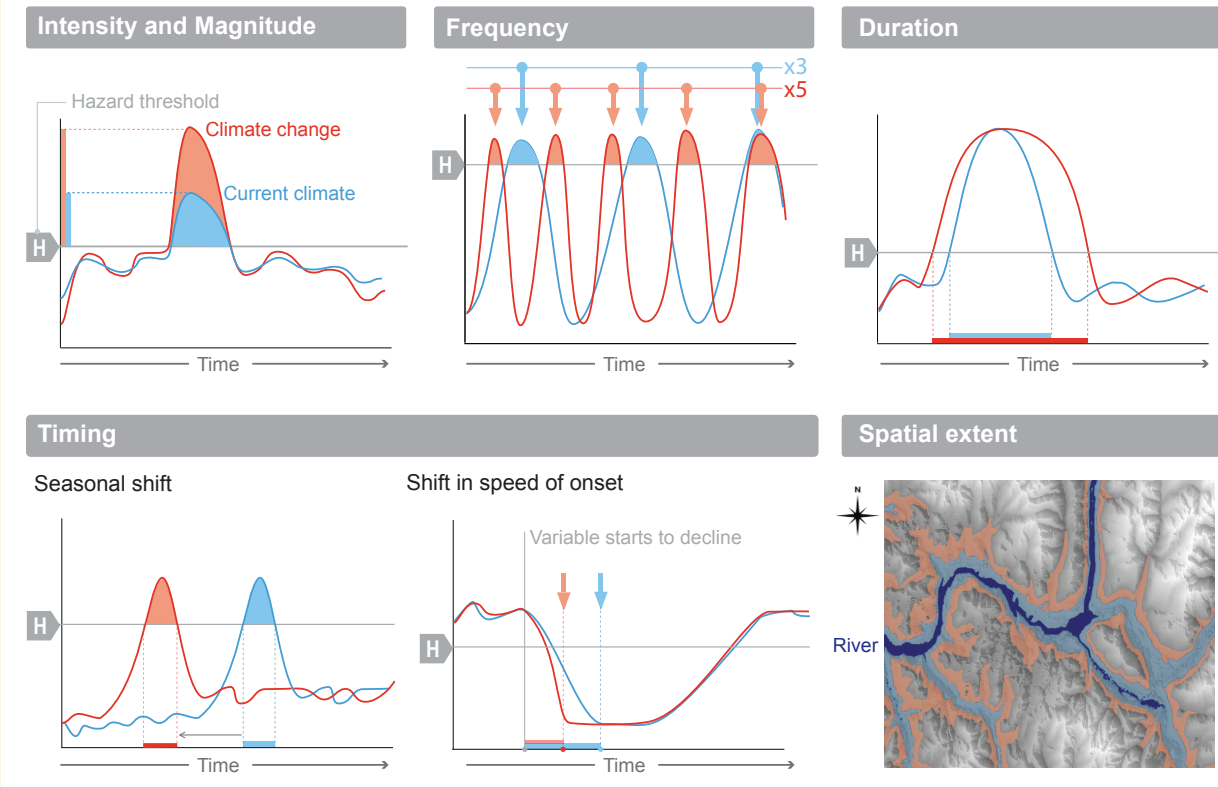 Intensity and Magnitude
Hazard threshold
Climate change
Current climate
H
Time
Frequency
x3
x5
H
Time
Duration
H
Time
Timing
Seasonal shift
H
Time
Shift in speed of onset
Variable starts to decline
H
Time
Spatial extent
N
River